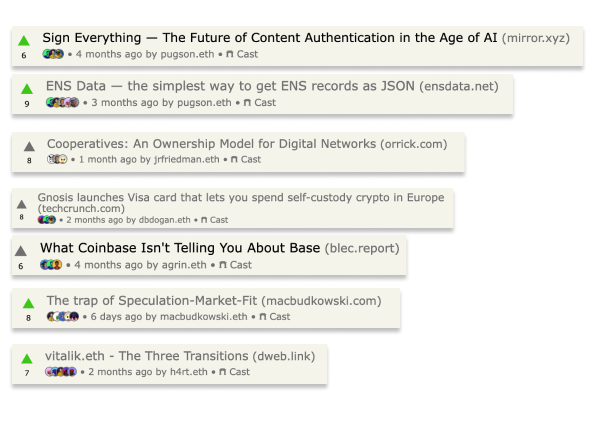 Sign Everything — The Future of Content Authentication in the Age of AI (mirror.xyz)
6 • 4 months ago by pugson.eth • Cast
ENS Data — the simplest way to get ENS records as JSON (ensdata.net)
9 • 3 months ago by pugson.eth • Cast
Cooperatives: An Ownership Model for Digital Networks (orrick.com)
8 • 1 month ago by jrfriedman.eth • Cast
Gnosis launches Visa card that lets you spend self-custody crypto in Europe
(techcrunch.com)
8 • 2 months ago by dbdogan.eth • Cast
What Coinbase Isn't Telling You About Base (blec.report)
6 • 4 months ago by agrin.eth • Cast
The trap of Speculation-Market-Fit (macbudkowski.com)
8 • 6 days ago by macbudkowski.eth • Cast
vitalik.eth - The Three Transitions (dweb.link)
7 • 2 months ago by h4rt.eth • Cast